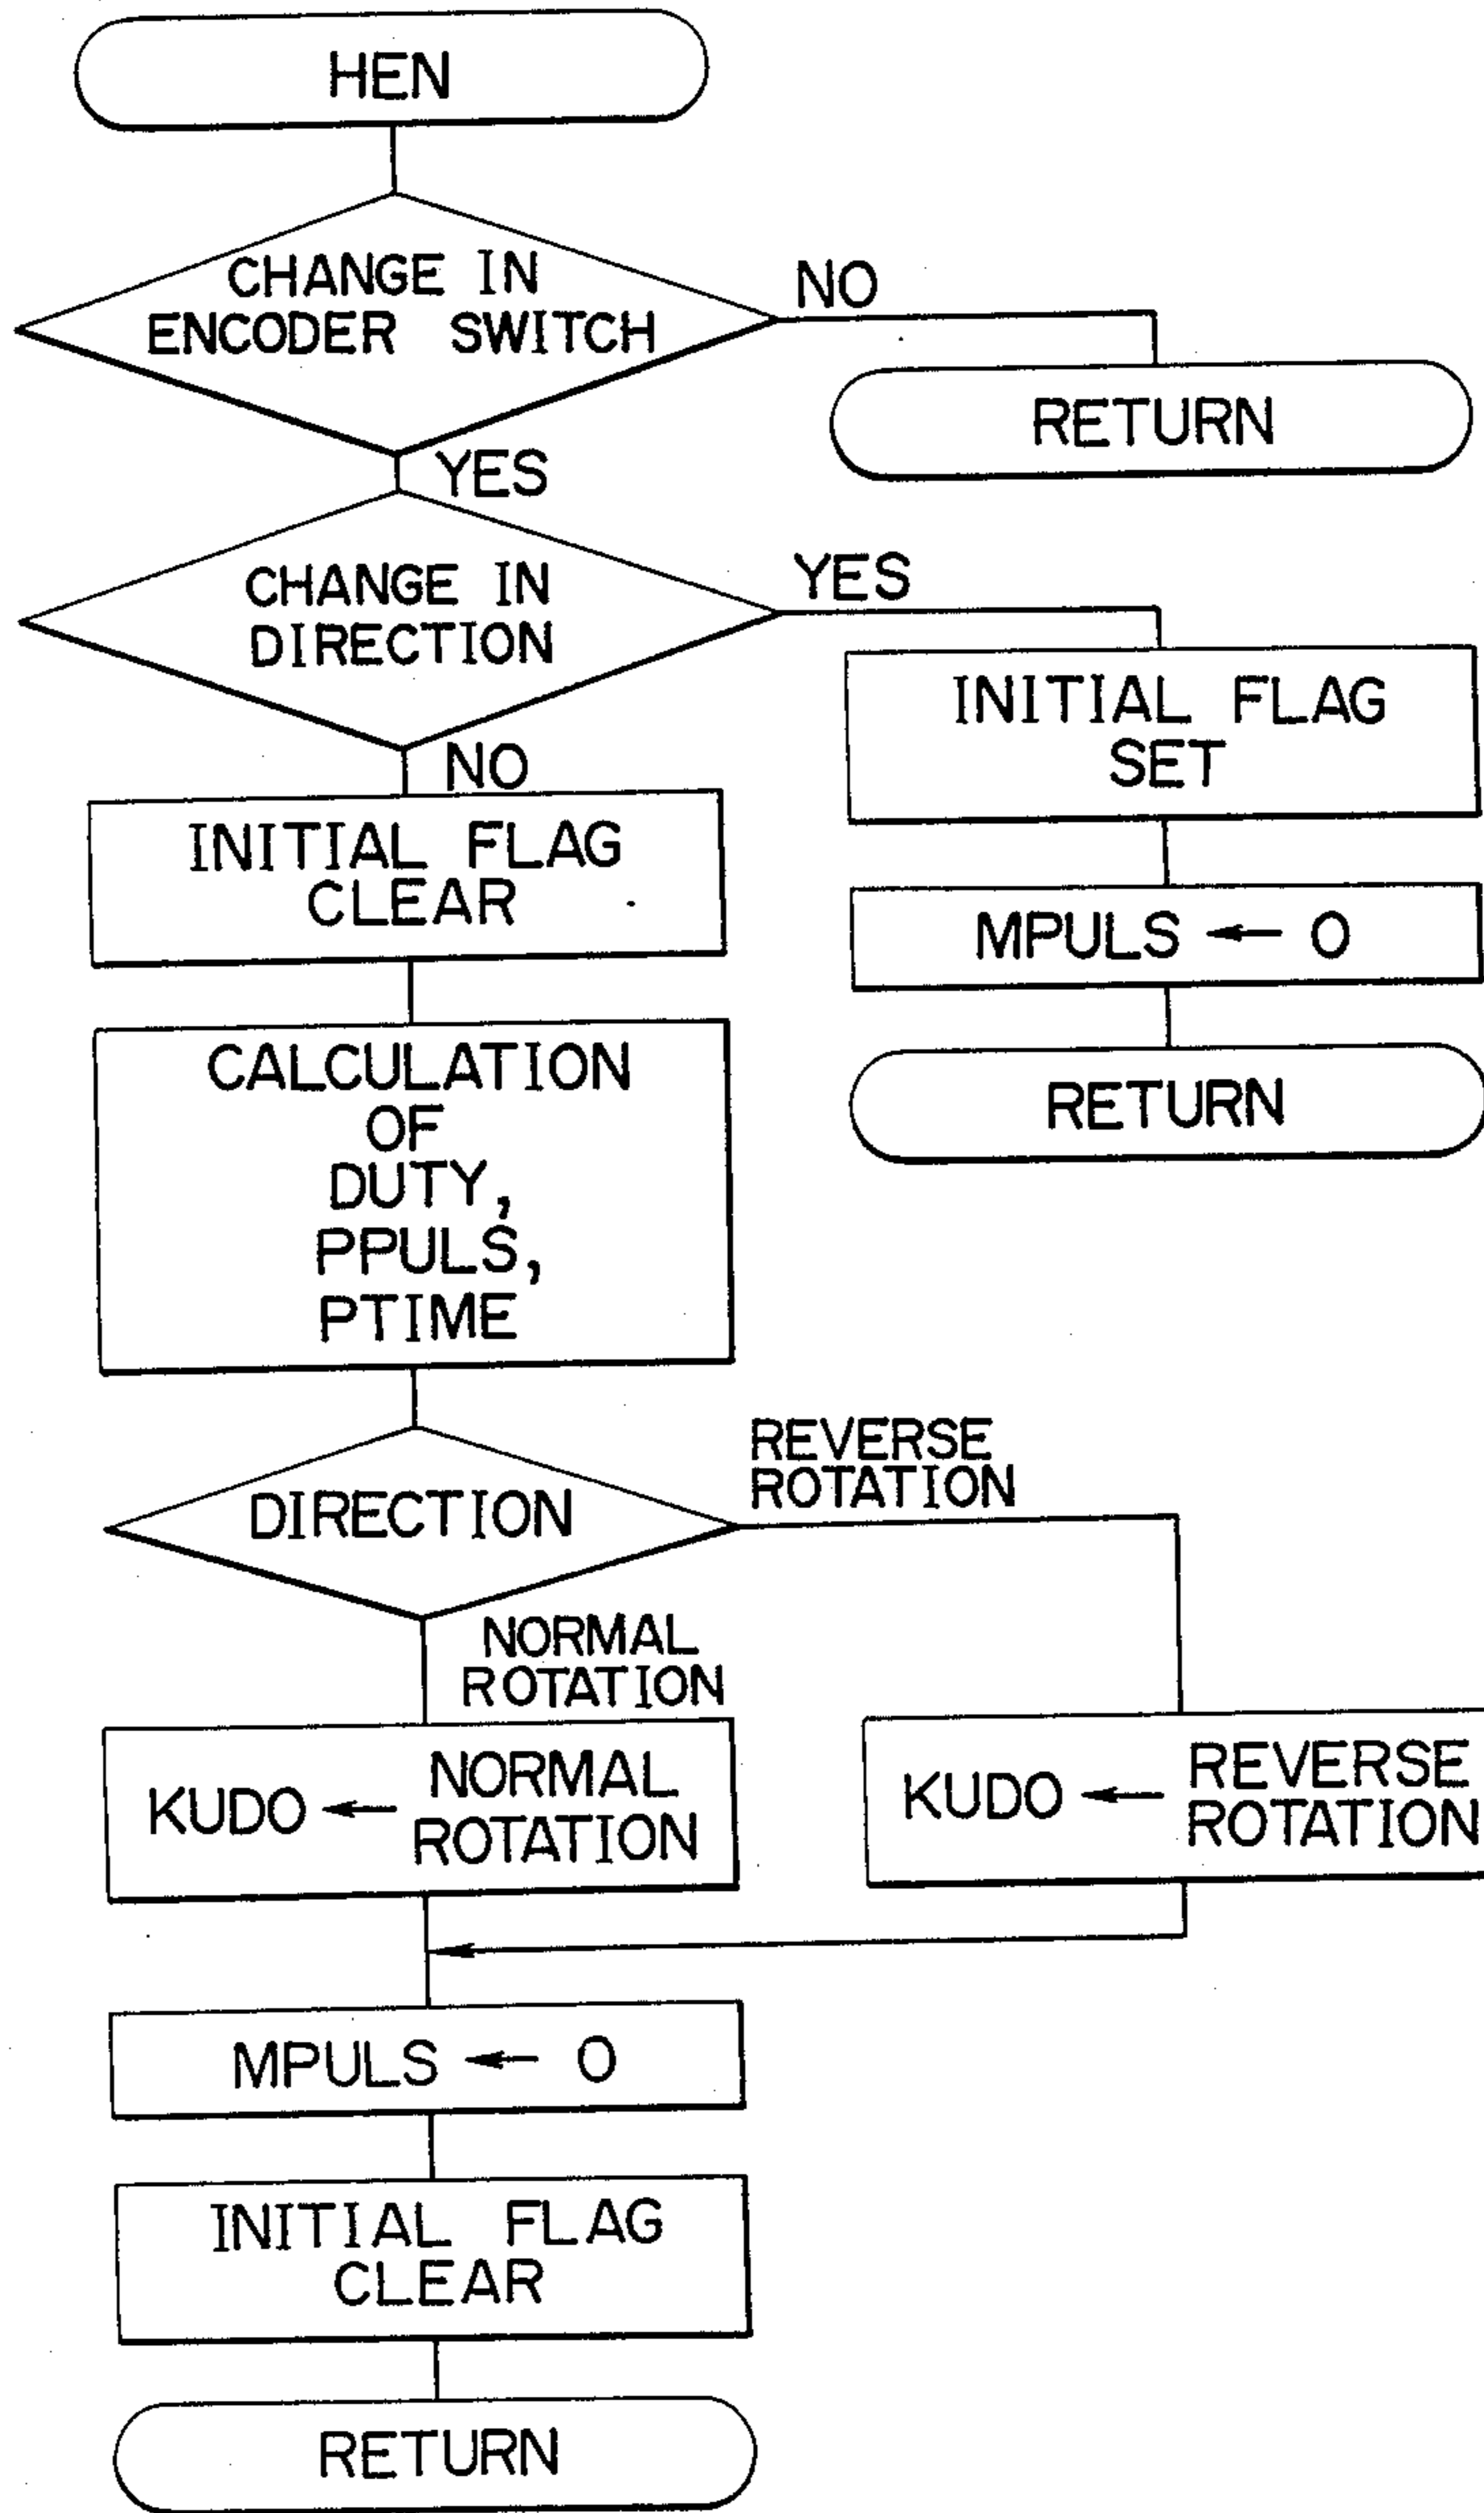 HEN
CHANGE IN
ENCODER SWITCH
NO
RETURN
YES
CHANGE IN
DIRECTION
YES
INITIAL FLAG
SET
NO
INITIAL FLAG
CLEAR
MPULS ← 0
RETURN
CALCULATION
OF
DUTY,
PPULS,
PTIME
DIRECTION
REVERSE
ROTATION
NORMAL
ROTATION
KUDO ← NORMAL
ROTATION
KUDO ← REVERSE
ROTATION
MPULS ← 0
INITIAL FLAG
CLEAR
RETURN